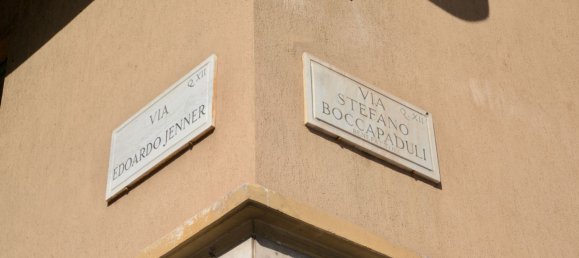 Q. XII
VIA
EDOARDO JENNER
VIA
Q. XII
STEFANO
BOCCAPADULI